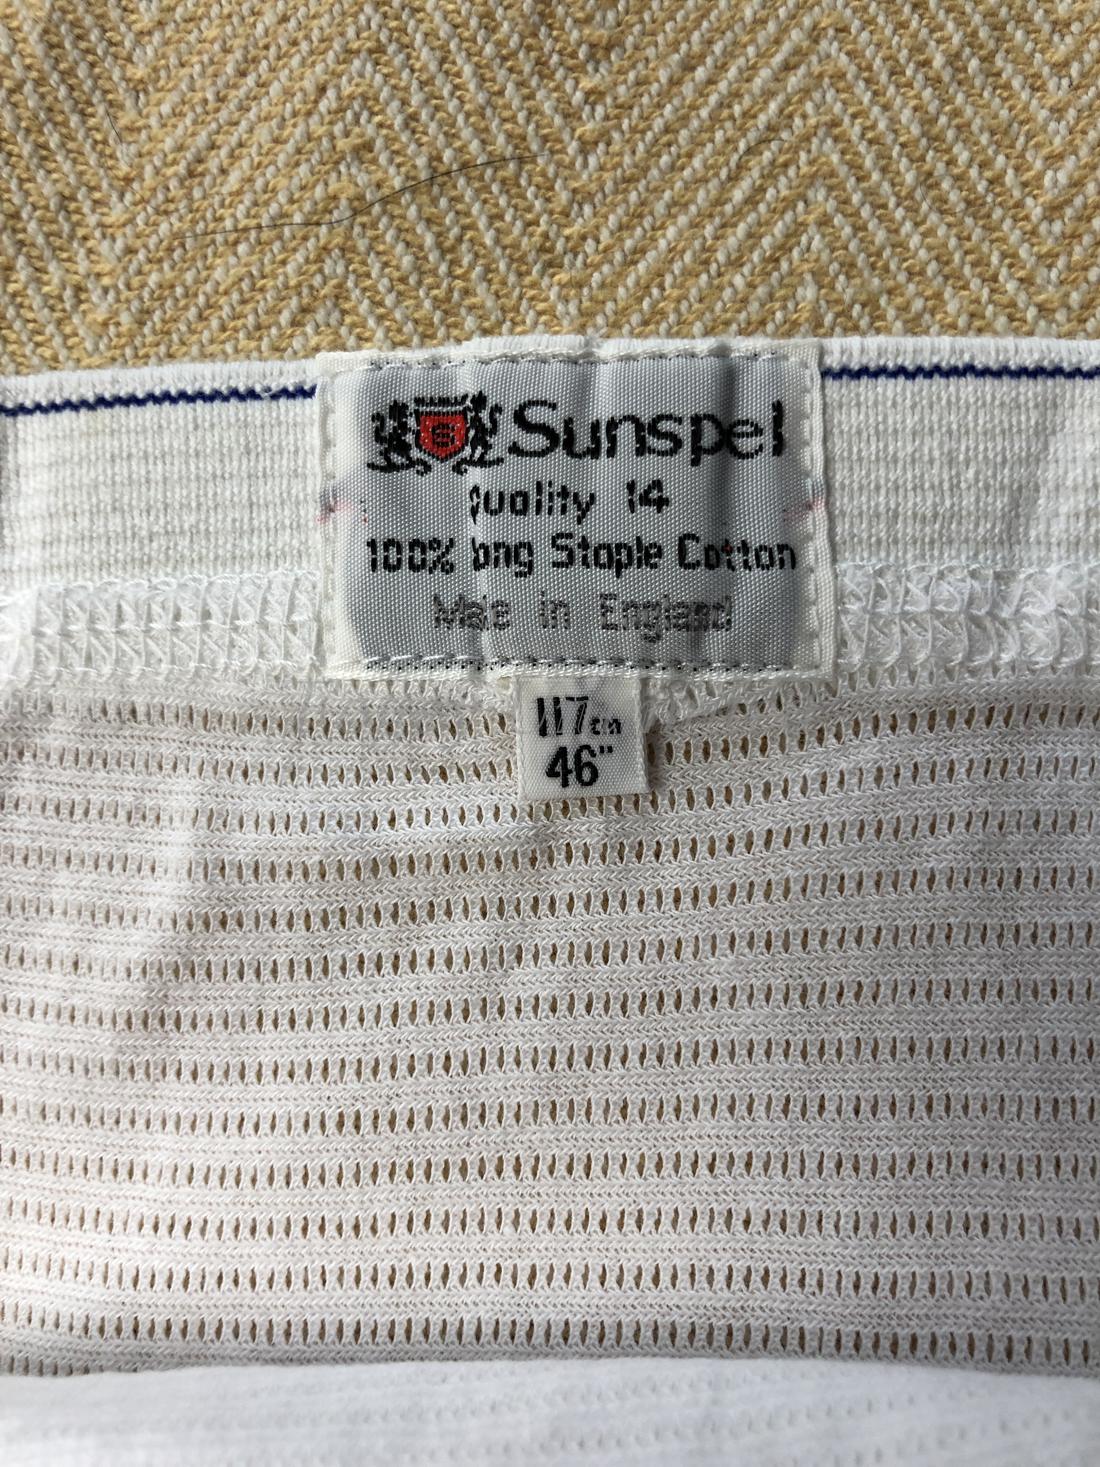 S Sunspel
Quality 14
100% Long Staple Cotton
Made in England
117cm
46"